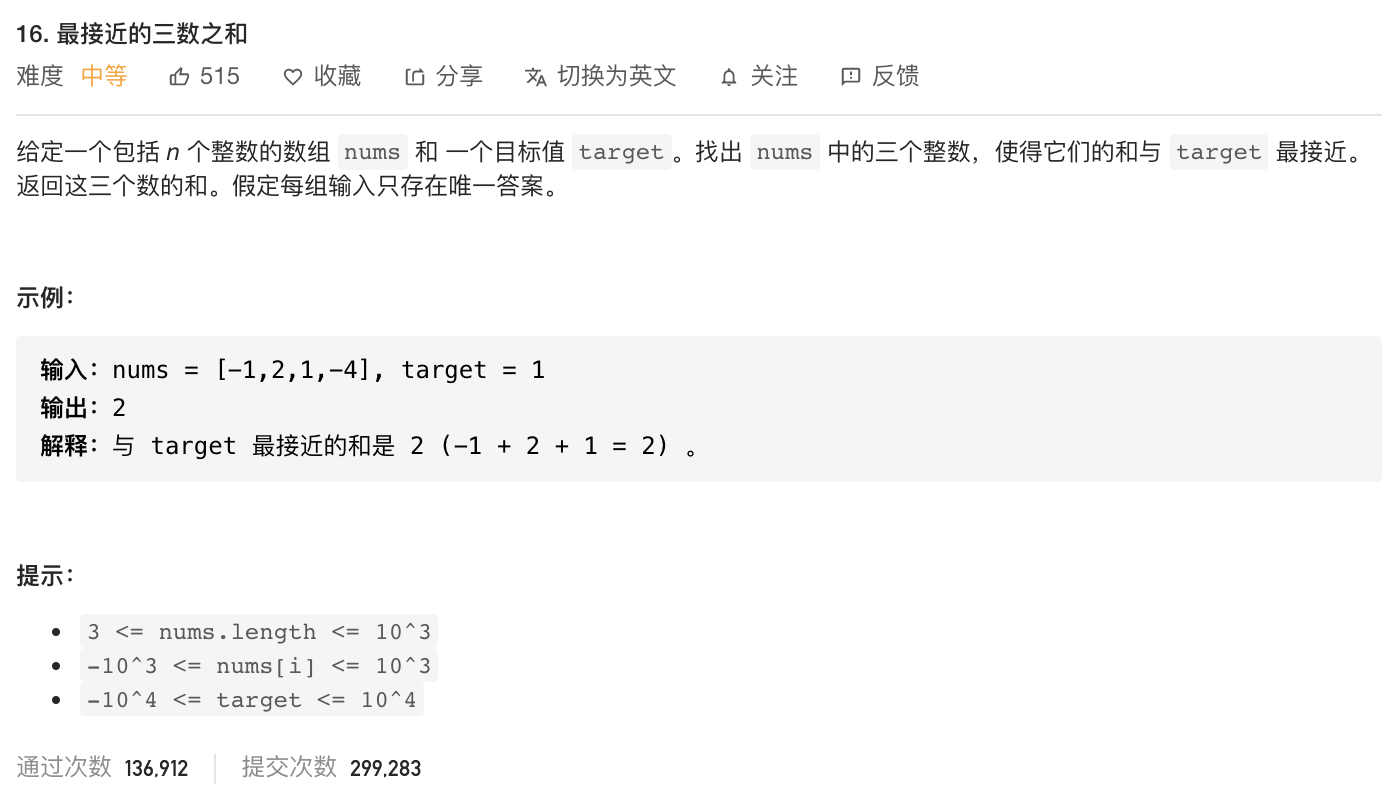 16. 最接近的三数之和
难度 中等 515 收藏 分享 切换为英文 关注 反馈
给定一个包括 n 个整数的数组 nums 和 一个目标值 target。找出 nums 中的三个整数，使得它们的和与 target 最接近。
返回这三个数的和。假定每组输入只存在唯一答案。
示例：
输入：nums = [-1,2,1,-4], target = 1
输出：2
解释：与 target 最接近的和是 2 (-1 + 2 + 1 = 2) 。
提示：
• 3 <= nums.length <= 10^3
• -10^3 <= nums[i] <= 10^3
• -10^4 <= target <= 10^4
通过次数 136,912 提交次数 299,283